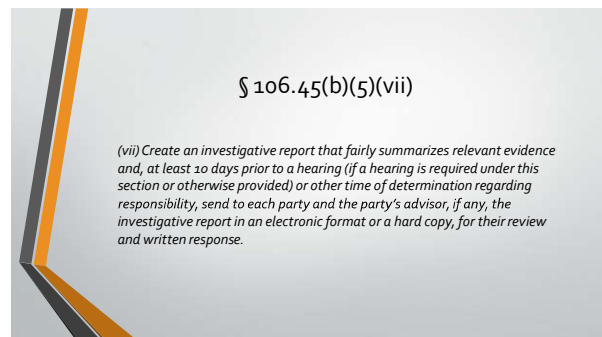 § 106.45(b)(5)(vii)
(vii) Create an investigative report that fairly summarizes relevant evidence
and, at least 10 days prior to a hearing (if a hearing is required under this
section or otherwise provided) or other time of determination regarding
responsibility, send to each party and the party's advisor, if any, the
investigative report in an electronic format or a hard copy, for their review
and written response.